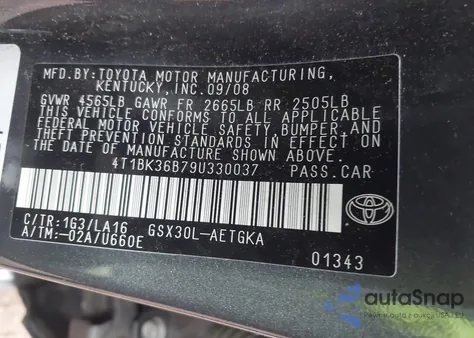 MFD. BY: TOYOTA MOTOR MANUFACTURING,
KENTUCKY, INC. 09/08
GVWR 4565LB GAWR FR 2665LB RR 2505LB
THIS VEHICLE CONFORMS TO ALL APPLICABLE
FEDERAL MOTOR VEHICLE SAFETY, BUMPER, AND
THEFT PREVENTION STANDARDS IN EFFECT ON
THE DATE OF MANUFACTURE SHOWN ABOVE.
4T1BK36B79U330037 PASS.CAR
C/TR:1G3/LA16 GSX30L-AETGKA
A/TM:-02A/U660E
01343
autoSnap